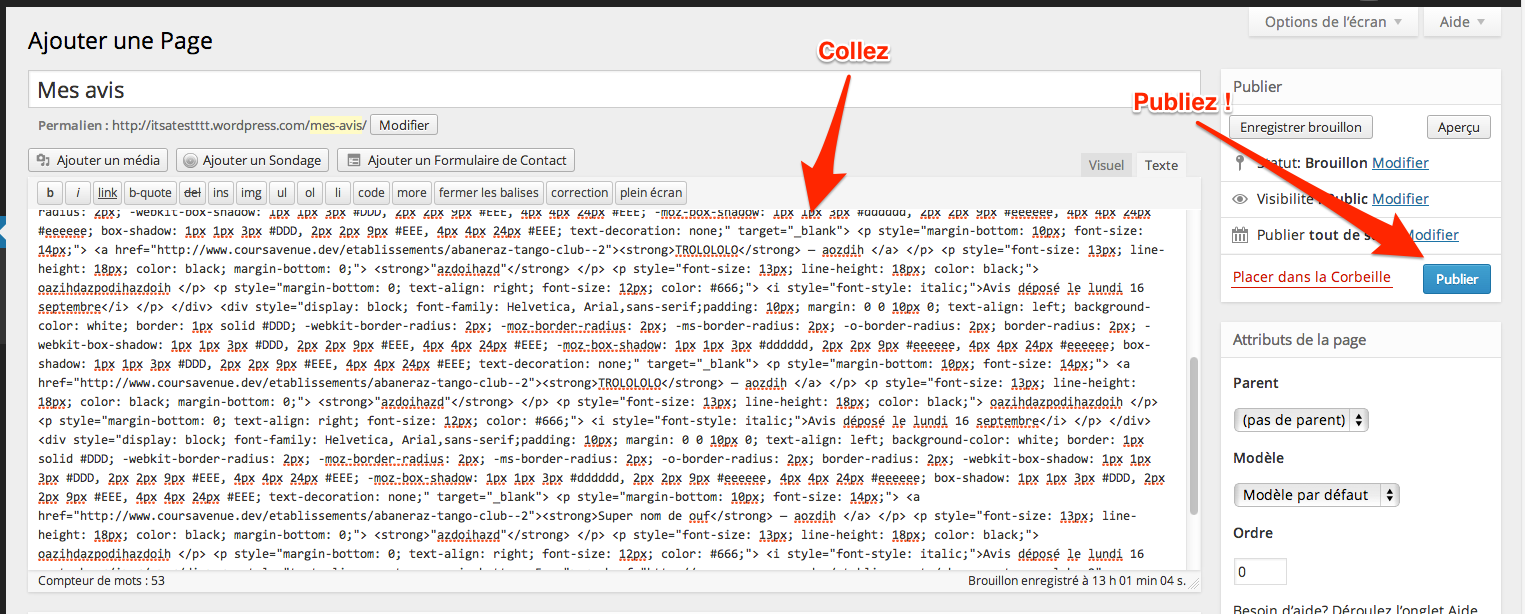 Options de l'écran
Aide
Ajouter une Page
Collez
Mes avis
Publiez !
Publier
Permalien : http://itsatestttt.wordpress.com/mes-avis/ Modifier
Enregistrer brouillon
Aperçu
Ajouter un média
Ajouter un Sondage
Ajouter un Formulaire de Contact
Visuel
Texte
Statut: Brouillon Modifier
b i link b-quote del ins img ul ol li code more fermer les balises correction plein écran
Visibilité : Public Modifier
radius: 2px; -webkit-box-shadow: 1px 1px 3px #DDD, 2px 2px 9px #EEE, 4px 4px 24px #EEE; -moz-box-shadow: 1px 1px 3px #dddddd, 2px 2px 9px #eeeeee, 4px 4px 24px
#eeeeee; box-shadow: 1px 1px 3px #DDD, 2px 2px 9px #EEE, 4px 4px 24px #EEE; text-decoration: none;" target="_blank"> <p style="margin-bottom: 10px; font-size:
14px;"> <a href="http://www.coursavenue.dev/etablissements/abaneraz-tango-club--2"><strong>TROLOLOLO</strong> – aozdih </a> </p> <p style="font-size: 13px; line-
height: 18px; color: black; margin-bottom: 0;"> <strong>"azdoihazd"</strong> </p> <p style="font-size: 13px; line-height: 18px; color: black;">
oazihdazpodihazdoih </p> <p style="margin-bottom: 0; text-align: right; font-size: 12px; color: #666;"> <i style="font-style: italic;">Avis déposé le lundi 16
septembre</i> </p> </div> <div style="display: block; font-family: Helvetica, Arial,sans-serif;padding: 10px; margin: 0 0 10px 0; text-align: left; background-
color: white; border: 1px solid #DDD; -webkit-border-radius: 2px; -moz-border-radius: 2px; -ms-border-radius: 2px; -o-border-radius: 2px; border-radius: 2px; -
webkit-box-shadow: 1px 1px 3px #DDD, 2px 2px 9px #EEE, 4px 4px 24px #EEE; -moz-box-shadow: 1px 1px 3px #dddddd, 2px 2px 9px #eeeeee, 4px 4px 24px #eeeeee; box-
shadow: 1px 1px 3px #DDD, 2px 2px 9px #EEE, 4px 4px 24px #EEE; text-decoration: none;" target="_blank"> <p style="margin-bottom: 10px; font-size: 14px;"> <a
href="http://www.coursavenue.dev/etablissements/abaneraz-tango-club--2"><strong>TROLOLOLO</strong> – aozdih </a> </p> <p style="font-size: 13px; line-height:
18px; color: black; margin-bottom: 0;"> <strong>"azdoihazd"</strong> </p> <p style="font-size: 13px; line-height: 18px; color: black;"> oazihdazpodihazdoih </p>
<p style="margin-bottom: 0; text-align: right; font-size: 12px; color: #666;"> <i style="font-style: italic;">Avis déposé le lundi 16 septembre</i> </p> </div>
<div style="display: block; font-family: Helvetica, Arial,sans-serif;padding: 10px; margin: 0 0 10px 0; text-align: left; background-color: white; border: 1px
solid #DDD; -webkit-border-radius: 2px; -moz-border-radius: 2px; -ms-border-radius: 2px; -o-border-radius: 2px; border-radius: 2px; -webkit-box-shadow: 1px 1px
3px #DDD, 2px 2px 9px #EEE, 4px 4px 24px #EEE; -moz-box-shadow: 1px 1px 3px #dddddd, 2px 2px 9px #eeeeee, 4px 4px 24px #eeeeee; box-shadow: 1px 1px 3px #DDD, 2px
2px 9px #EEE, 4px 4px 24px #EEE; text-decoration: none;" target="_blank"> <p style="margin-bottom: 10px; font-size: 14px;"> <a
href="http://www.coursavenue.dev/etablissements/abaneraz-tango-club--2"><strong>Super nom de ouf</strong> – aozdih </a> </p> <p style="font-size: 13px; line-
height: 18px; color: black; margin-bottom: 0;"> <strong>"azdoihazd"</strong> </p> <p style="font-size: 13px; line-height: 18px; color: black;">
oazihdazpodihazdoih </p> <p style="margin-bottom: 0; text-align: right; font-size: 12px; color: #666;"> <i style="font-style: italic;">Avis déposé le lundi 16
Compteur de mots : 53
Brouillon enregistré à 13 h 01 min 04 s.
Publier tout de Modifier
Placer dans la Corbeille
Publier
Attributs de la page
Parent
(pas de parent)
Modèle
Modèle par défaut
Ordre
0
Besoin d'aide? Déroulez l'onglet Aide